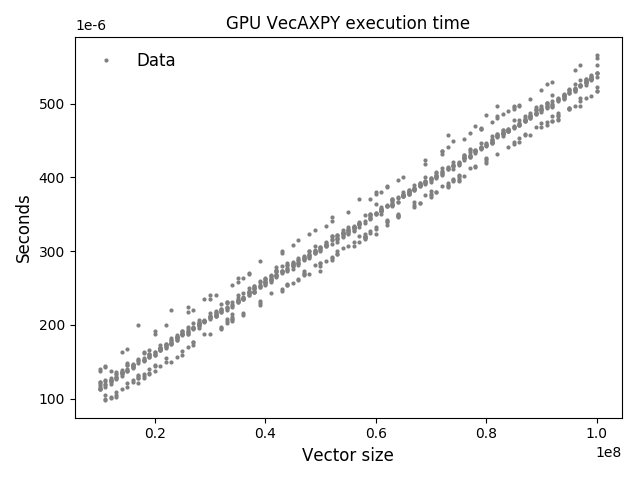 GPU VecAXPY execution time
1e-6
Data
500
400
300
200
100
Seconds
0.2 0.4 0.6 0.8 1.0
1e8
Vector size